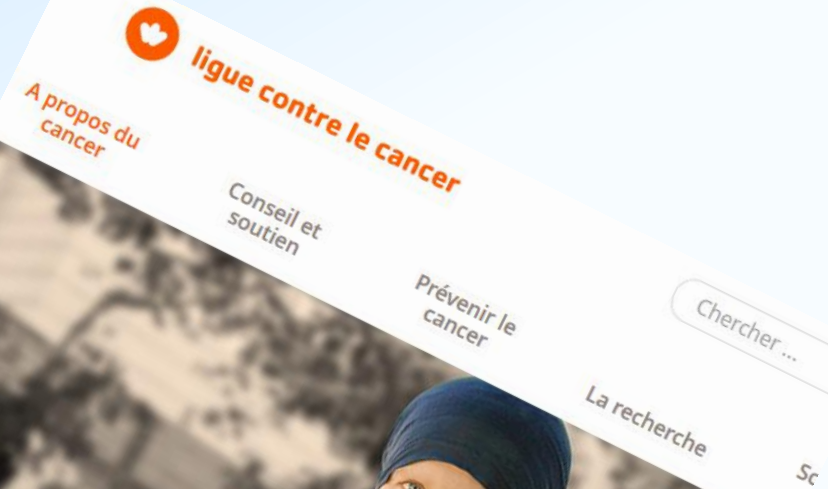 ligue contre le cancer
A propos du
cancer
Conseil et
soutien
Prévenir le
cancer
Chercher ...
La recherche